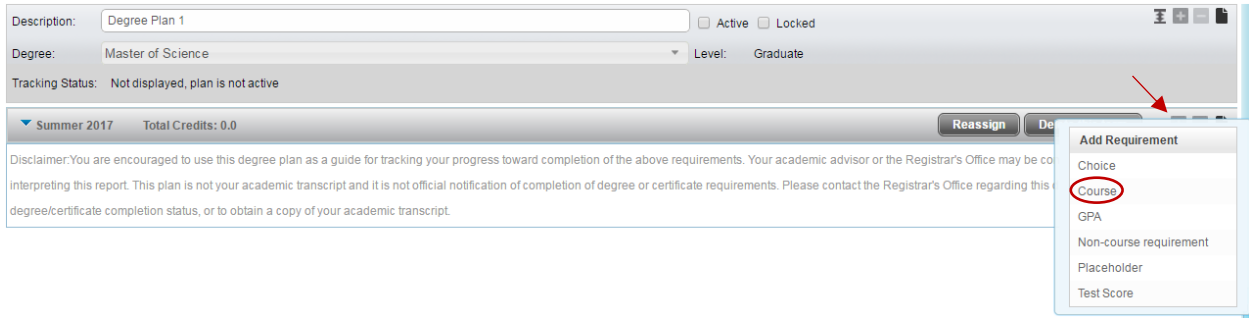 Description: Degree Plan 1 Active Locked
Degree: Master of Science Level: Graduate
Tracking Status: Not displayed, plan is not active
Summer 2017 Total Credits: 0.0 Reassign
Disclaimer:You are encouraged to use this degree plan as a guide for tracking your progress toward completion of the above requirements. Your academic advisor or the Registrar's Office may be
interpreting this report. This plan is not your academic transcript and it is not official notification of completion of degree or certificate requirements. Please contact the Registrar's Office regarding this
degree/certificate completion status, or to obtain a copy of your academic transcript.
Add Requirement
Choice
Course
GPA
Non-course requirement
Placeholder
Test Score